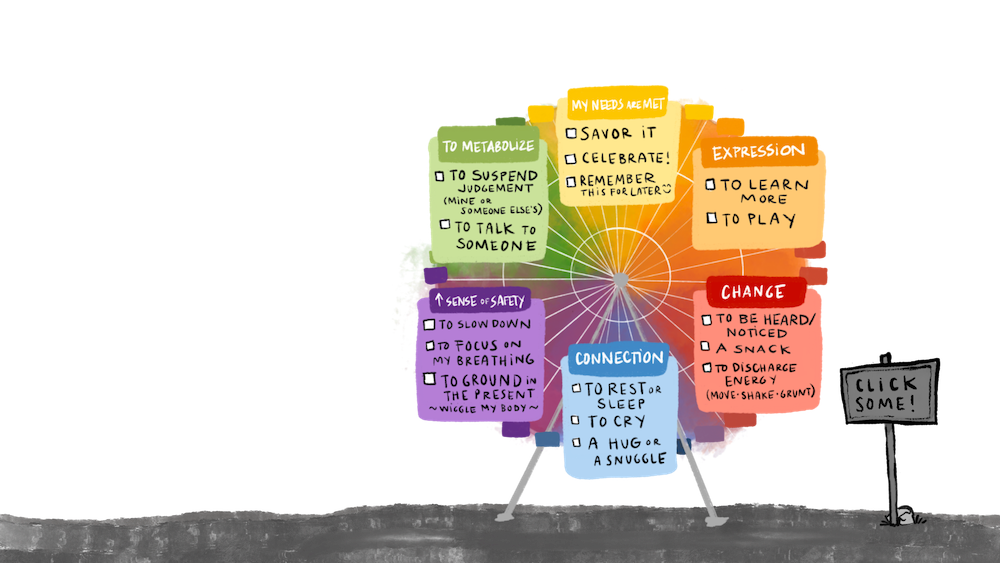 MY NEEDS ARE MET
SAVOR IT
CELEBRATE!
REMEMBER
THIS FOR LATER
TO METABOLIZE
TO SUSPEND
JUDGEMENT
(MINE OR
SOMEONE ELSE'S)
TO TALK TO
SOMEONE
EXPRESSION
TO LEARN
MORE
TO PLAY
↑ SENSE OF SAFETY
TO SLOW DOWN
TO FOCUS ON
MY BREATHING
TO GROUND IN
THE PRESENT
~WIGGLE MY BODY~
CONNECTION
TO REST OR
SLEEP
TO CRY
A HUG OR
A SNUGGLE
CHANGE
TO BE HEARD/
NOTICED
A SNACK
TO DISCHARGE
ENERGY
(MOVE·SHAKE·GRUNT)
CLICK
SOME!